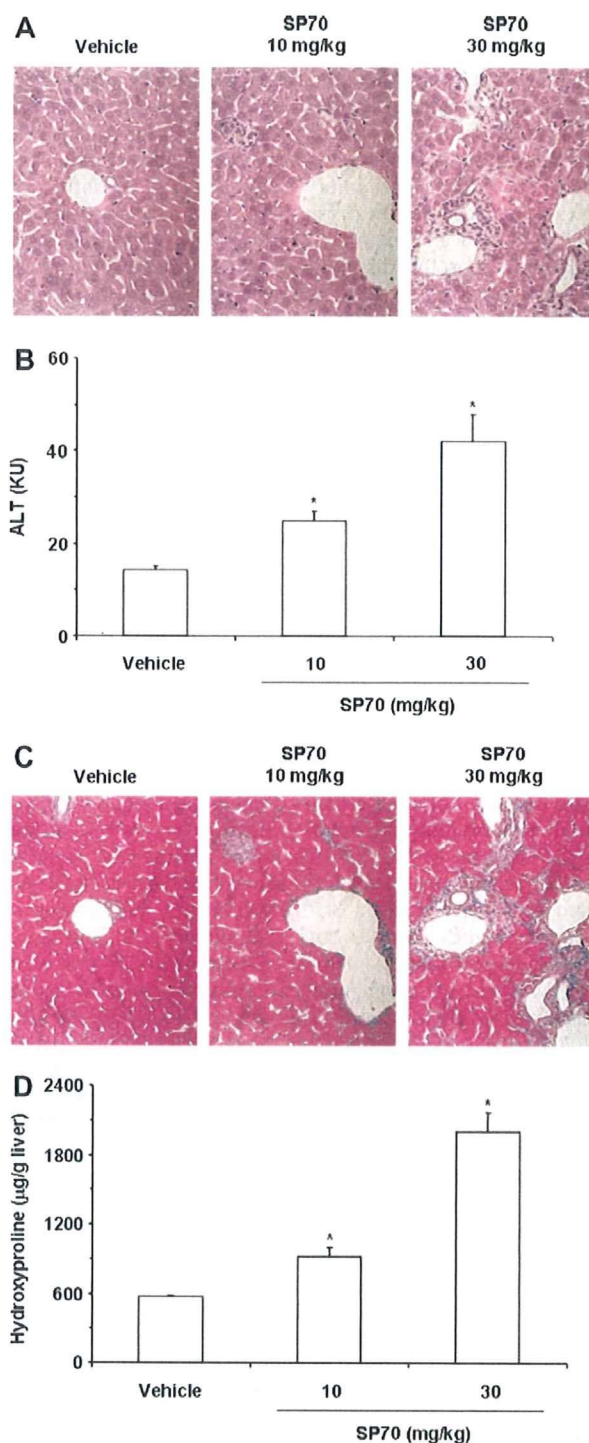 A
Vehicle
SP70
10 mg/kg
SP70
30 mg/kg
B
ALT (KU)
60
40
20
0
*
*
Vehicle
10
30
SP70 (mg/kg)
C
Vehicle
SP70
10 mg/kg
SP70
30 mg/kg
D
Hydroxyproline (μg/g liver)
2400
1800
1200
600
0
*
*
Vehicle
10
30
SP70 (mg/kg)